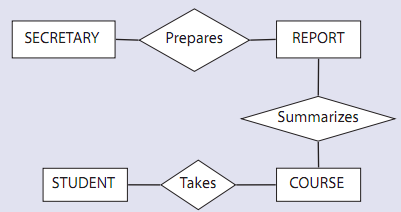 SECRETARY
Prepares
REPORT
Summarizes
STUDENT
Takes
COURSE